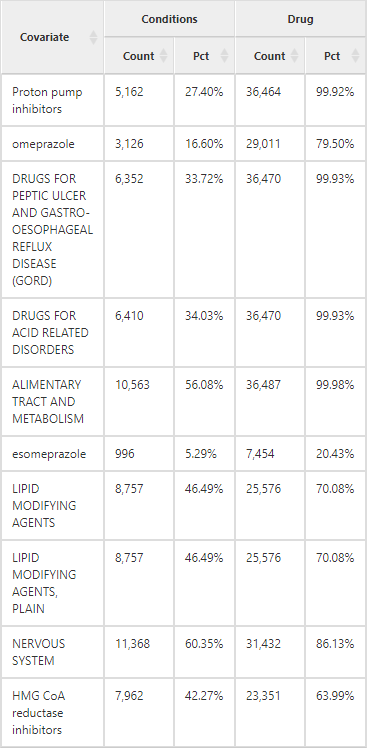 Covariate Conditions Drug
Count Pct Count Pct
Proton pump 5,162 27.40% 36,464 99.92%
inhibitors
omeprazole 3,126 16.60% 29,011 79.50%
DRUGS FOR 6,352 33.72% 36,470 99.93%
PEPTIC ULCER
AND GASTRO-
OESOPHAGEAL
REFLUX
DISEASE
(GORD)
DRUGS FOR 6,410 34.03% 36,470 99.93%
ACID RELATED
DISORDERS
ALIMENTARY 10,563 56.08% 36,487 99.98%
TRACT AND
METABOLISM
esomeprazole 996 5.29% 7,454 20.43%
LIPID 8,757 46.49% 25,576 70.08%
MODIFYING
AGENTS
LIPID 8,757 46.49% 25,576 70.08%
MODIFYING
AGENTS,
PLAIN
NERVOUS 11,368 60.35% 31,432 86.13%
SYSTEM
HMG CoA 7,962 42.27% 23,351 63.99%
reductase
inhibitors